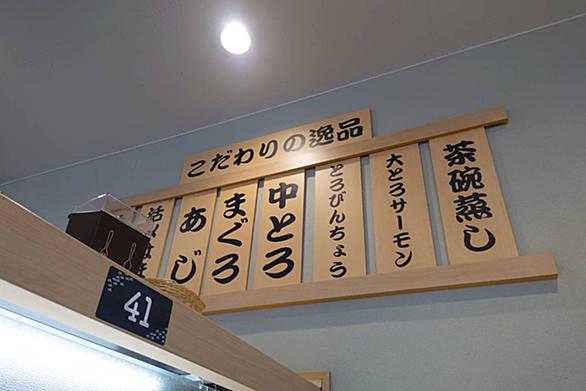 こだわりの逸品
茶碗蒸し
大とろサーモン
とろびんちょう
中とろ
まぐろ
あじ
41